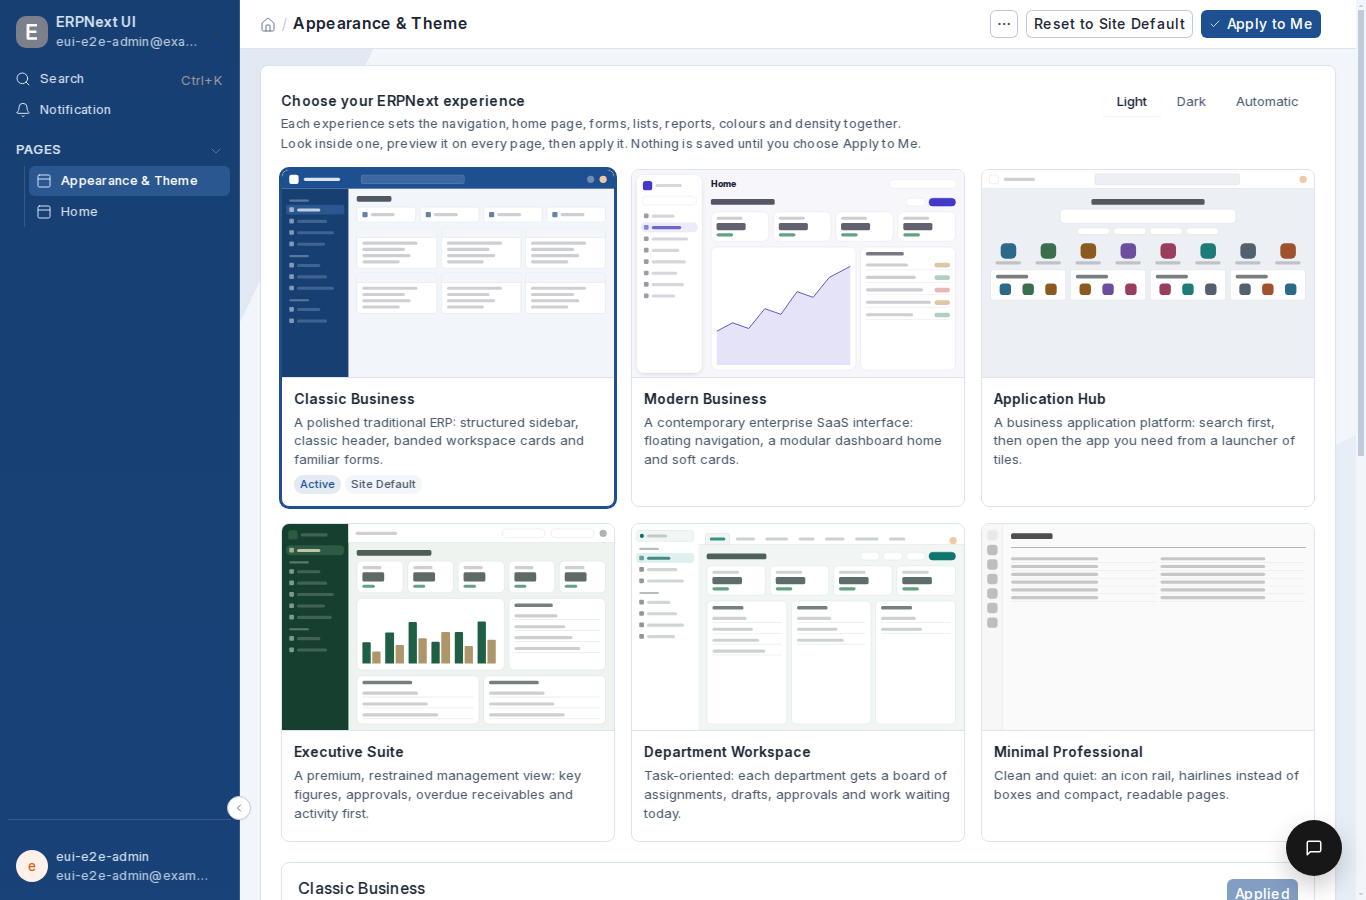 E
ERPNext UI
eui-e2e-admin@exa...
Search
Ctrl+K
Notification
PAGES
Appearance & Theme
Home
e
eui-e2e-admin
eui-e2e-admin@exam...
/ Appearance & Theme
Reset to Site Default
Apply to Me
Choose your ERPNext experience
Each experience sets the navigation, home page, forms, lists, reports, colours and density together.
Look inside one, preview it on every page, then apply it. Nothing is saved until you choose Apply to Me.
Light
Dark
Automatic
Home
Classic Business
A polished traditional ERP: structured sidebar,
classic header, banded workspace cards and
familiar forms.
Active
Site Default
Modern Business
A contemporary enterprise SaaS interface:
floating navigation, a modular dashboard home
and soft cards.
Application Hub
A business application platform: search first,
then open the app you need from a launcher of
tiles.
Executive Suite
A premium, restrained management view: key
figures, approvals, overdue receivables and
activity first.
Department Workspace
Task-oriented: each department gets a board of
assignments, drafts, approvals and work waiting
today.
Minimal Professional
Clean and quiet: an icon rail, hairlines instead of
boxes and compact, readable pages.
Classic Business
Applied